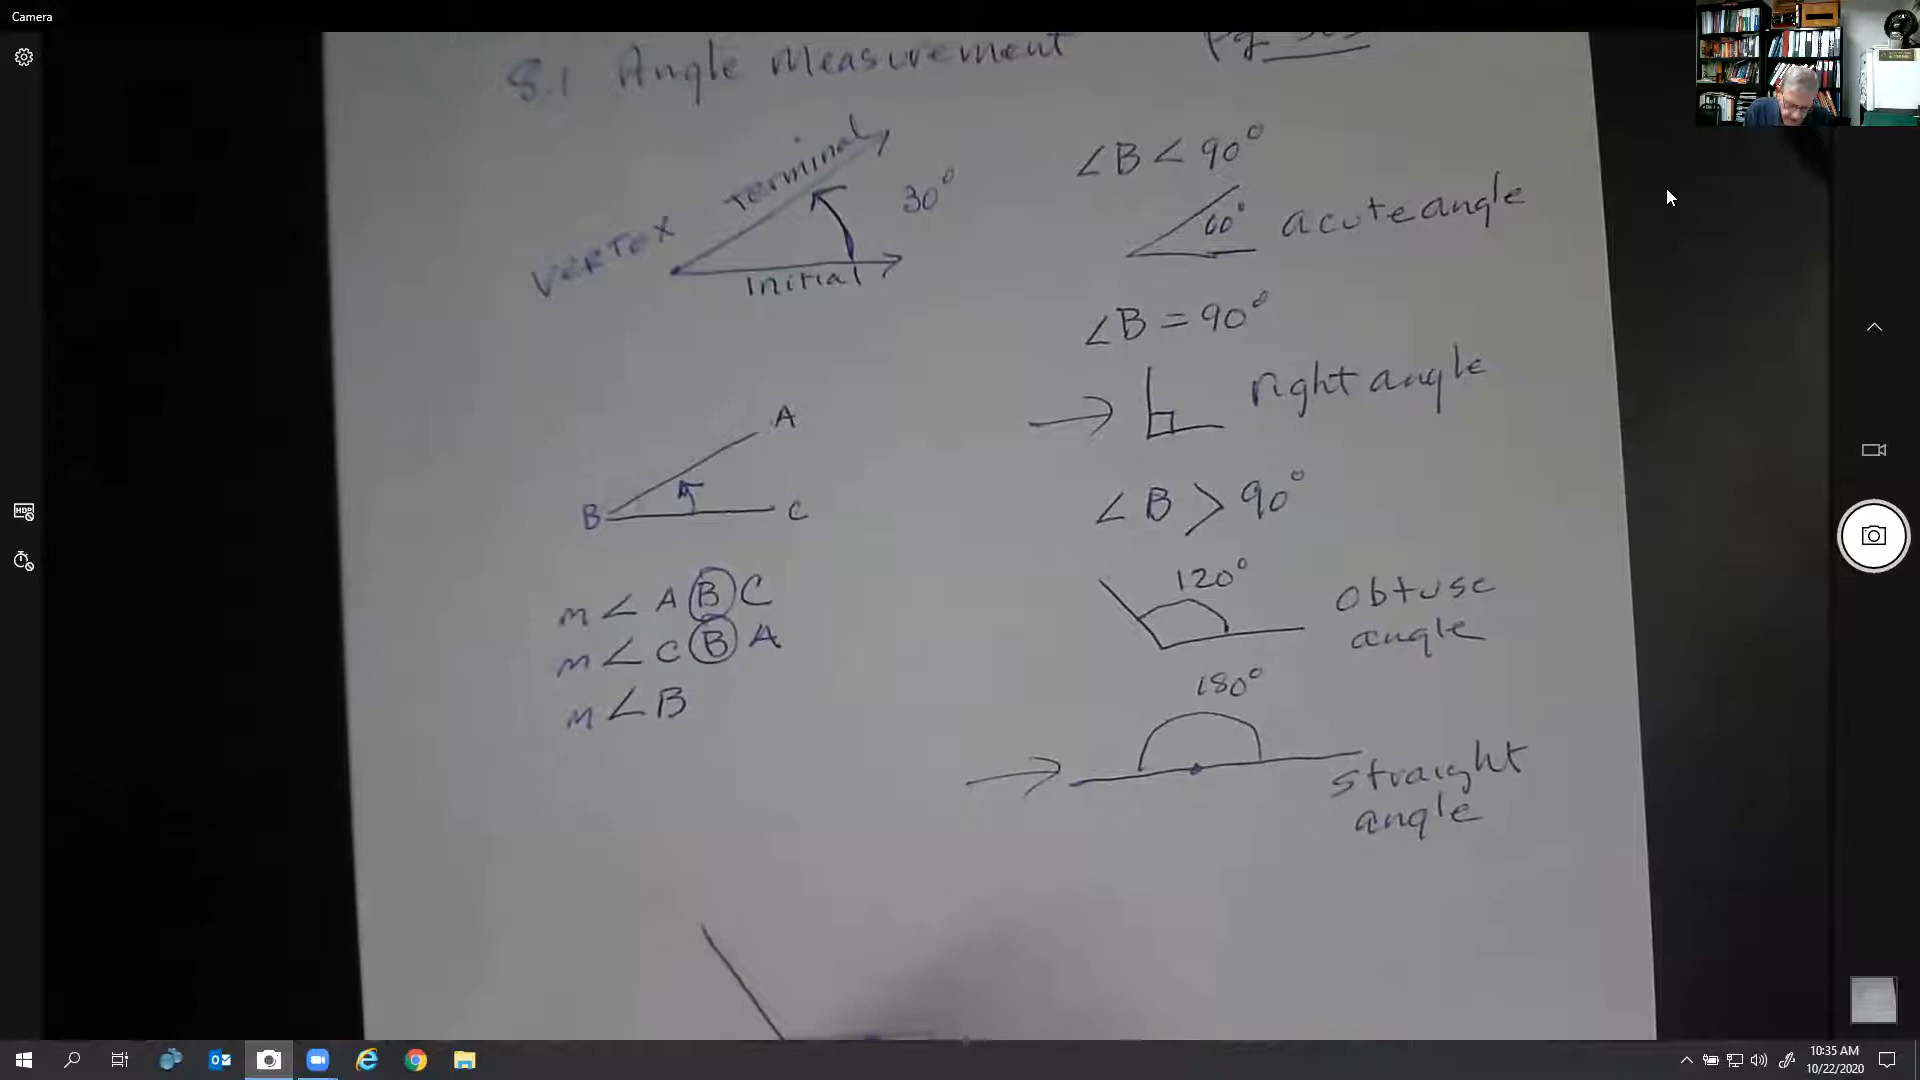 Camera
8.1 Angle Measurement pg
Terminal
30°
VERTEX
Initial
A
B
C
m∠ABC
m∠CBA
m∠B
∠B < 90°
60°
acute angle
∠B = 90°
right angle
∠B > 90°
120°
obtuse
angle
180°
straight
angle
10:35 AM
10/22/2020